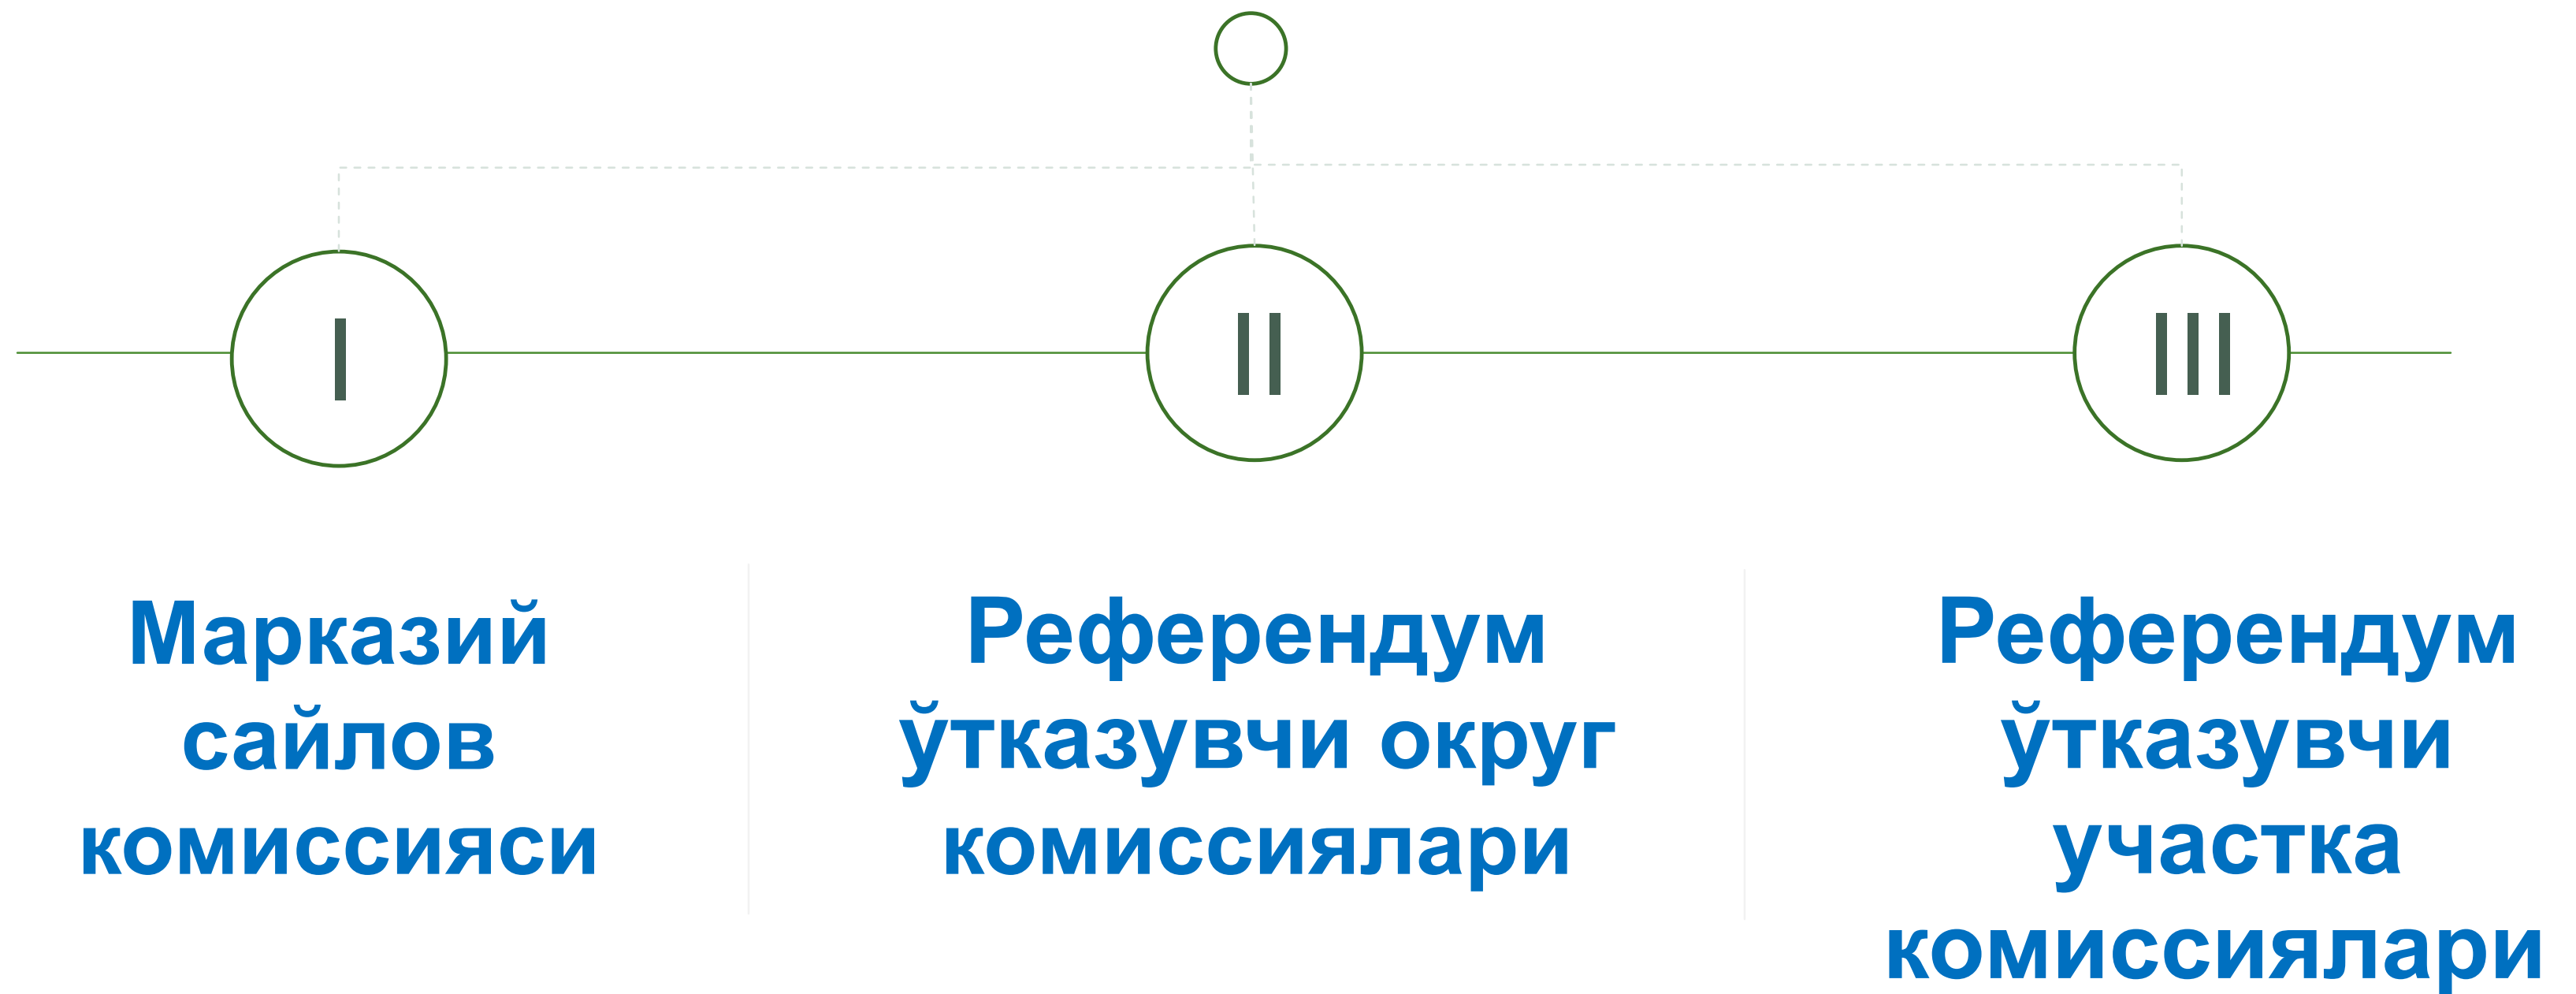 I
II
III
Марказий
сайлов
комиссияси
Референдум
ўтказувчи округ
комиссиялари
Референдум
ўтказувчи
участка
комиссиялари